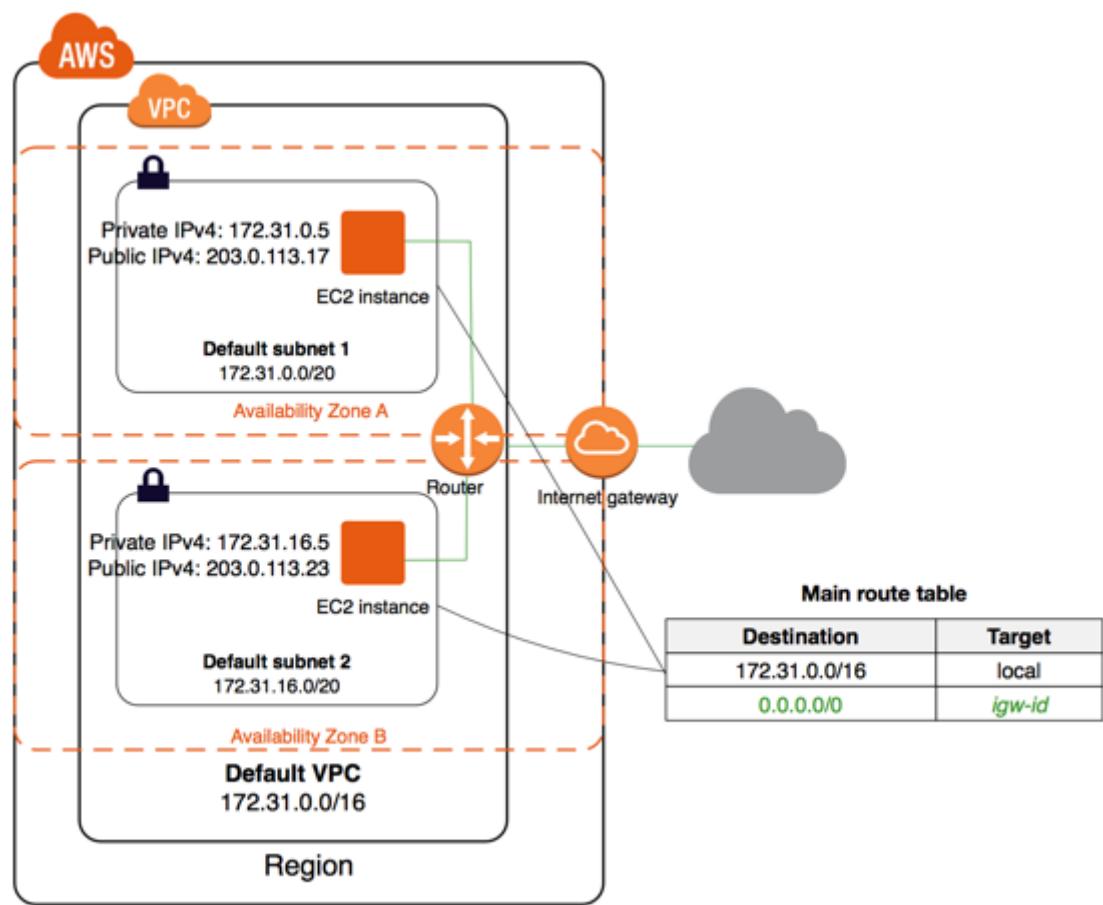 AWS
VPC
Private IPv4: 172.31.0.5
Public IPv4: 203.0.113.17
EC2 instance
Default subnet 1
172.31.0.0/20
Availability Zone A
Router
Internet gateway
Private IPv4: 172.31.16.5
Public IPv4: 203.0.113.23
EC2 instance
Default subnet 2
172.31.16.0/20
Availability Zone B
Default VPC
172.31.0.0/16
Region
Main route table
Destination Target
172.31.0.0/16 local
0.0.0.0/0 igw-id